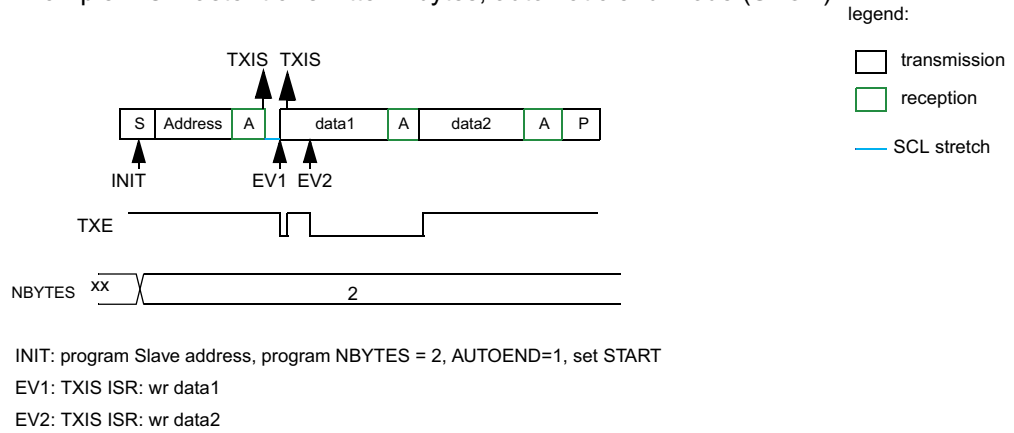 legend:
transmission
reception
SCL stretch
TXIS TXIS
S Address A data1 A data2 A P
INIT EV1 EV2
TXE
NBYTES xx 2
INIT: program Slave address, program NBYTES = 2, AUTOEND=1, set START
EV1: TXIS ISR: wr data1
EV2: TXIS ISR: wr data2